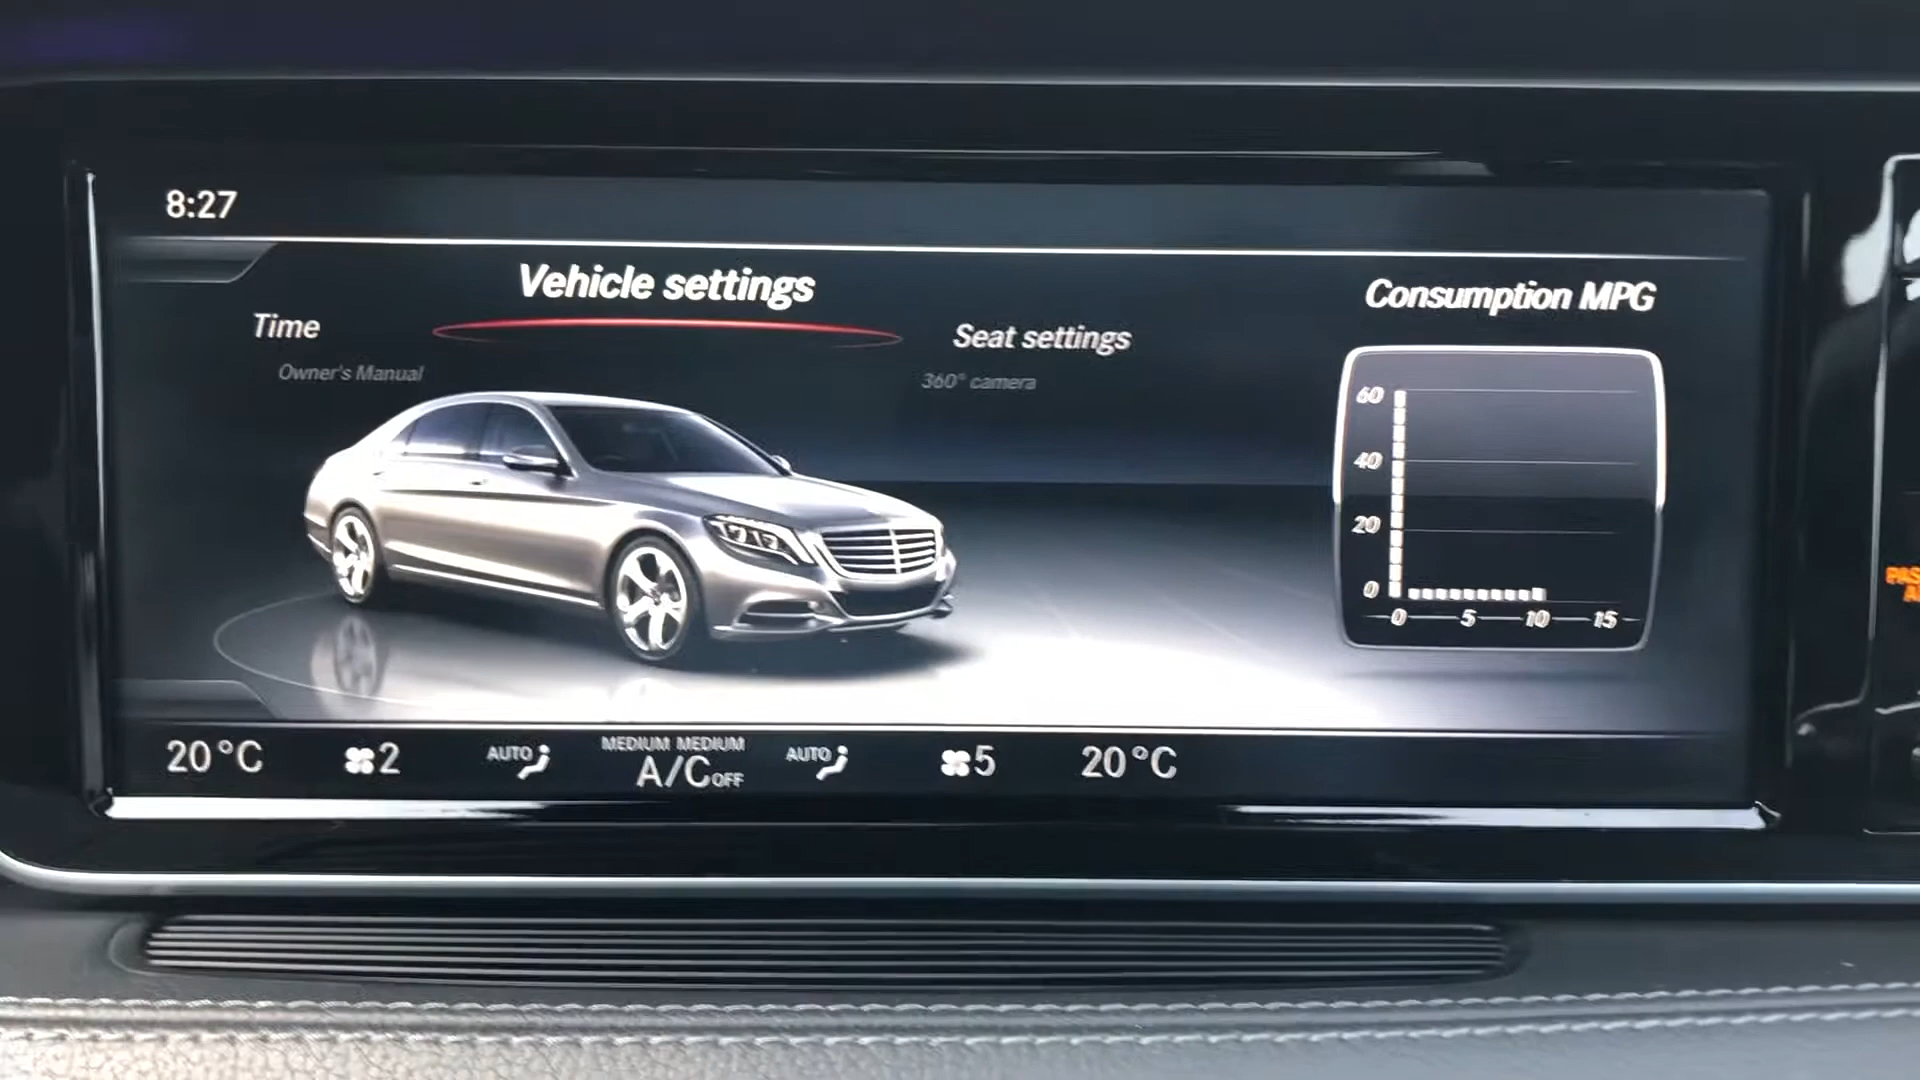 8:27
Vehicle settings
Time
Seat settings
Owner's Manual
360° camera
Consumption MPG
60
40
20
0
0 5 10 15
20°C 2 AUTO MEDIUM MEDIUM AUTO 5 20°C
A/C OFF